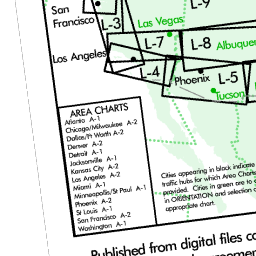 San
Francisco
L-3
L-9
Las Vegas
L-7
L-8
Albuquer
Los Angeles
L-4
Phoenix
L-5
Tucson
AREA CHARTS
Atlanta A-1
Chicago/Milwaukee A-2
Dallas/Ft Worth A-2
Denver A-2
Detroit A-1
Jacksonville A-1
Kansas City A-2
Los Angeles A-2
Miami A-1
Minneapolis/St Paul A-1
Phoenix A-2
St Louis A-1
San Francisco A-2
Washington A-1
Cities appearing in black indicate
traffic hubs for which Area Charts
provided. Cities in green are to
in ORIENTATION and selection o
appropriate chart.
Published from digital files co